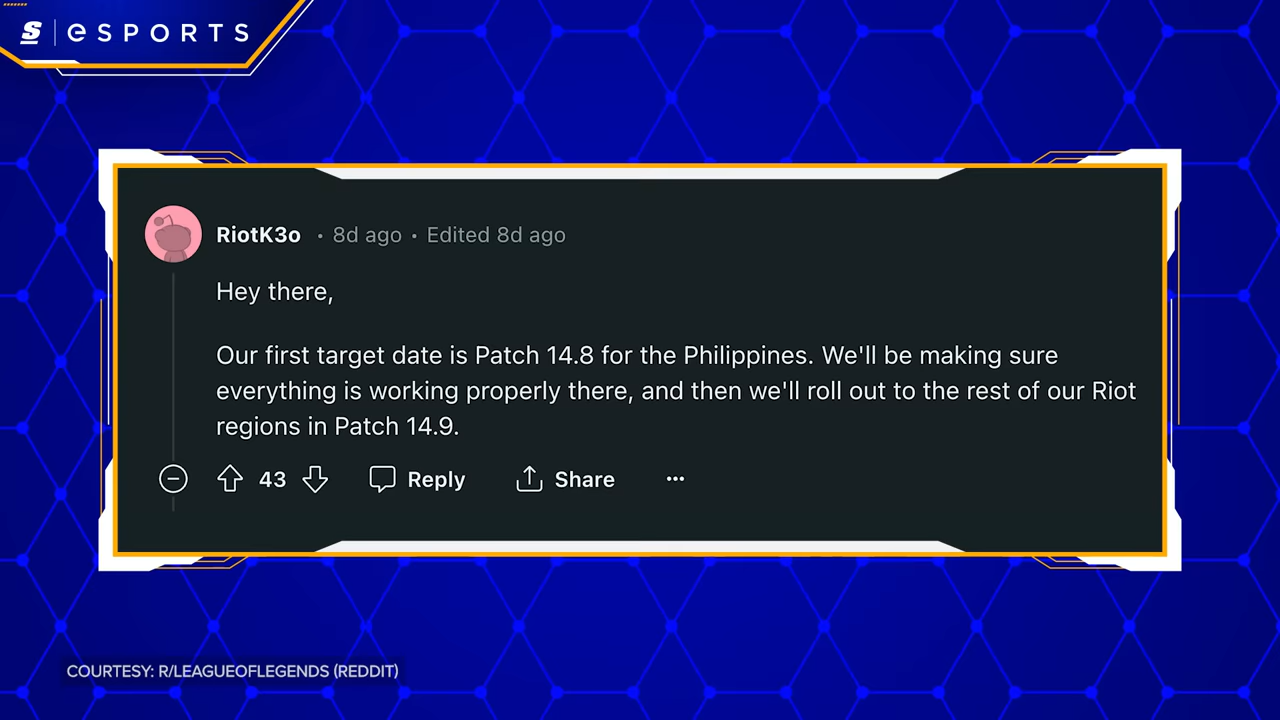 S | eSPORTS
RiotK3o • 8d ago • Edited 8d ago
Hey there,
Our first target date is Patch 14.8 for the Philippines. We'll be making sure
everything is working properly there, and then we'll roll out to the rest of our Riot
regions in Patch 14.9.
43 Reply Share ...
COURTESY: R/LEAGUEOFLEGENDS (REDDIT)